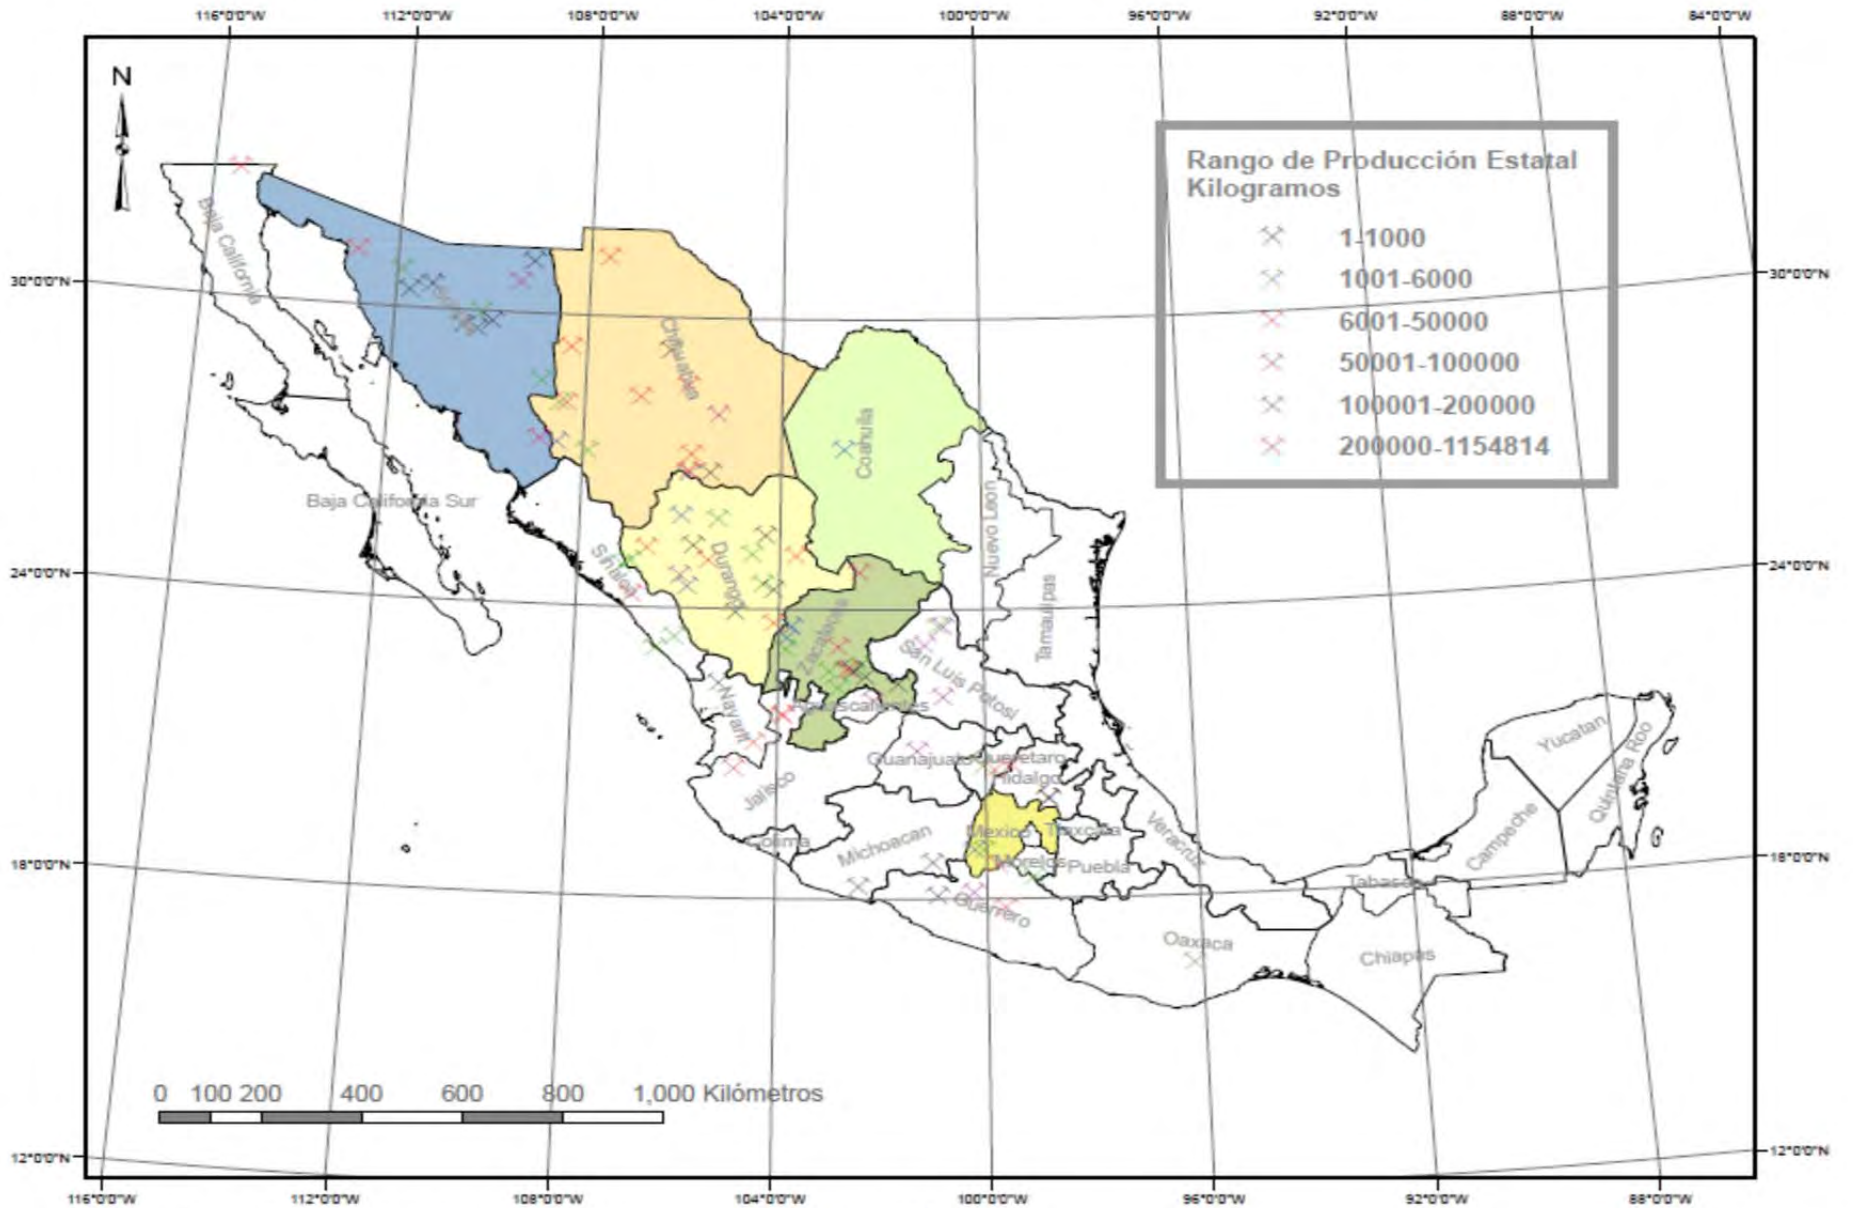 116°0'0"W 112°0'0"W 108°0'0"W 104°0'0"W 100°0'0"W 96°0'0"W 92°0'0"W 88°0'0"W 84°0'0"W
N
Rango de Producción Estatal
Kilogramos
1-1000
1001-6000
6001-50000
50001-100000
100001-200000
200000-1154814
30°0'0"N
30°0'0"N
24°0'0"N
24°0'0"N
18°0'0"N
18°0'0"N
12°0'0"N
12°0'0"N
Baja California
Chihuahua
Coahuila
Baja California Sur
Nuevo Leon
Sinaloa
Durango
Tamaulipas
Zacatecas
San Luis Potosi
Nayarit
Aguascalientes
Guanajuato
Queretaro
Hidalgo
Jalisco
Yucatan
Quintana Roo
Colima
Michoacan
Mexico
Tlaxcala
Veracruz
Campeche
Morelos
Puebla
Tabasco
Guerrero
Oaxaca
Chiapas
0 100 200 400 600 800 1,000 Kilómetros
116°0'0"W 112°0'0"W 108°0'0"W 104°0'0"W 100°0'0"W 96°0'0"W 92°0'0"W 88°0'0"W